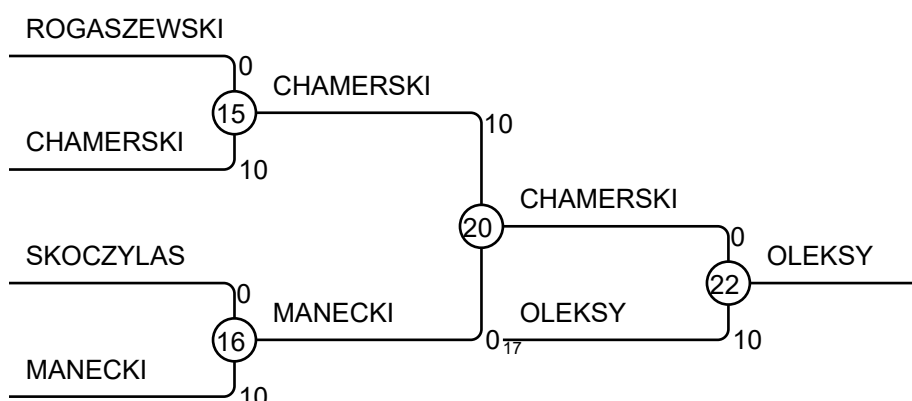 ROGASZEWSKI
0
15
CHAMERSKI
10
CHAMERSKI
10
20
CHAMERSKI
0
22
OLEKSY
SKOCZYLAS
0
16
MANECKI
0
17
OLEKSY
10
MANECKI
10